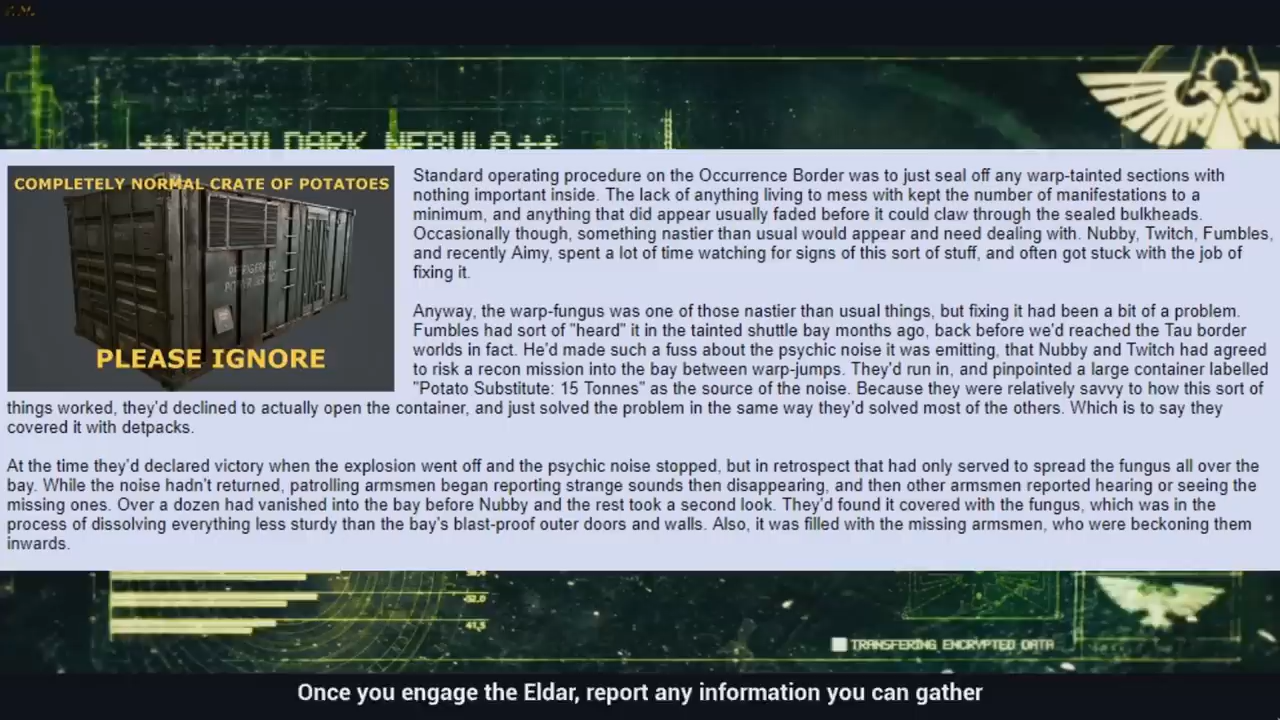 ++GRAILDARK NEBULA++
COMPLETELY NORMAL CRATE OF POTATOES
PLEASE IGNORE
Standard operating procedure on the Occurrence Border was to just seal off any warp-tainted sections with
nothing important inside. The lack of anything living to mess with kept the number of manifestations to a
minimum, and anything that did appear usually faded before it could claw through the sealed bulkheads.
Occasionally though, something nastier than usual would appear and need dealing with. Nubby, Twitch, Fumbles,
and recently Aimy, spent a lot of time watching for signs of this sort of stuff, and often got stuck with the job of
fixing it.
Anyway, the warp-fungus was one of those nastier than usual things, but fixing it had been a bit of a problem.
Fumbles had sort of "heard" it in the tainted shuttle bay months ago, back before we'd reached the Tau border
worlds in fact. He'd made such a fuss about the psychic noise it was emitting, that Nubby and Twitch had agreed
to risk a recon mission into the bay between warp-jumps. They'd run in, and pinpointed a large container labelled
"Potato Substitute: 15 Tonnes" as the source of the noise. Because they were relatively savvy to how this sort of
things worked, they'd declined to actually open the container, and just solved the problem in the same way they'd solved most of the others. Which is to say they
covered it with detpacks.
At the time they'd declared victory when the explosion went off and the psychic noise stopped, but in retrospect that had only served to spread the fungus all over the
bay. While the noise hadn't returned, patrolling armsmen began reporting strange sounds then disappearing, and then other armsmen reported hearing or seeing the
missing ones. Over a dozen had vanished into the bay before Nubby and the rest took a second look. They'd found it covered with the fungus, which was in the
process of dissolving everything less sturdy than the bay's blast-proof outer doors and walls. Also, it was filled with the missing armsmen, who were beckoning them
inwards.
52.0
41,5
TRANSFERING ENCRYPTED DATA
Once you engage the Eldar, report any information you can gather